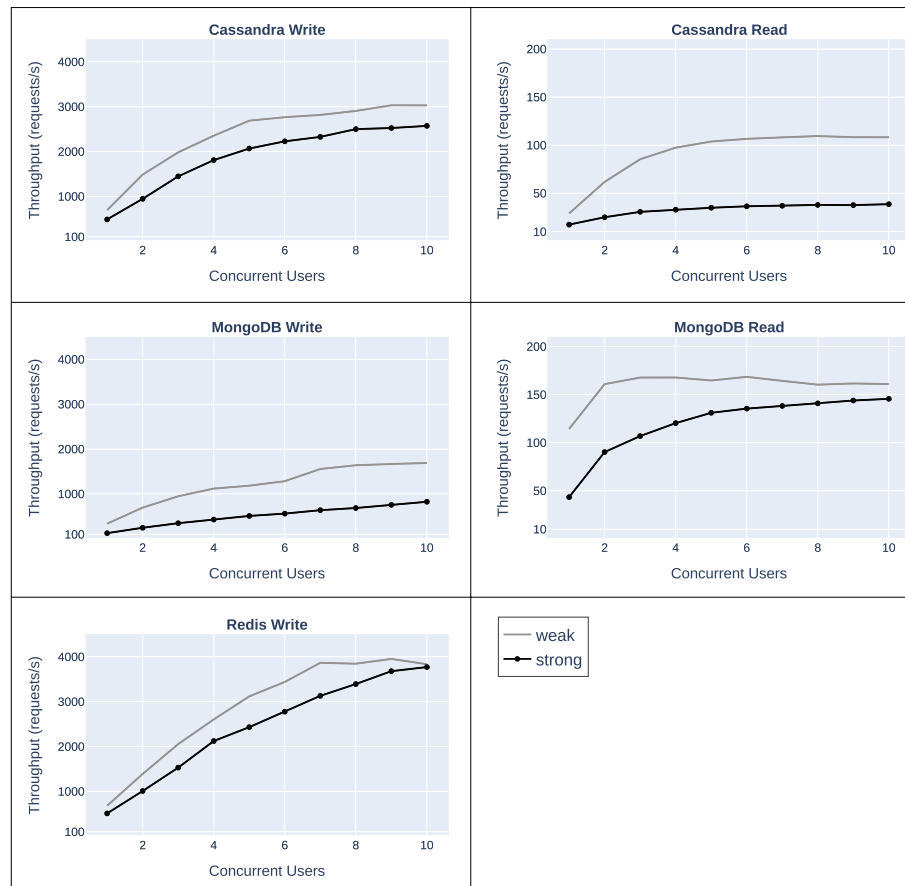 Cassandra Write
Throughput (requests/s)
4000
3000
2000
1000
100
2 4 6 8 10
Concurrent Users
Cassandra Read
Throughput (requests/s)
200
150
100
50
10
2 4 6 8 10
Concurrent Users
MongoDB Write
Throughput (requests/s)
4000
3000
2000
1000
100
2 4 6 8 10
Concurrent Users
MongoDB Read
Throughput (requests/s)
200
150
100
50
10
2 4 6 8 10
Concurrent Users
Redis Write
Throughput (requests/s)
4000
3000
2000
1000
100
2 4 6 8 10
Concurrent Users
weak
strong